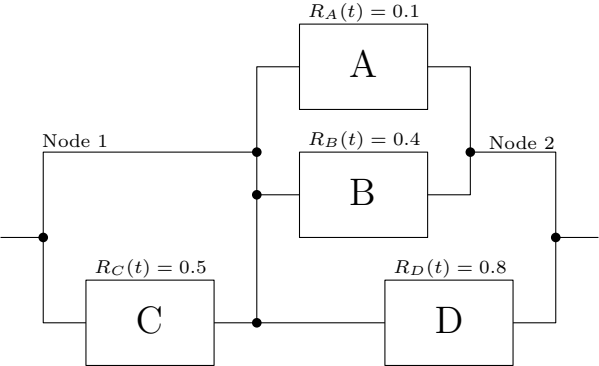 R_A(t) = 0.1
A
Node 1
R_B(t) = 0.4
Node 2
B
R_C(t) = 0.5
R_D(t) = 0.8
C
D